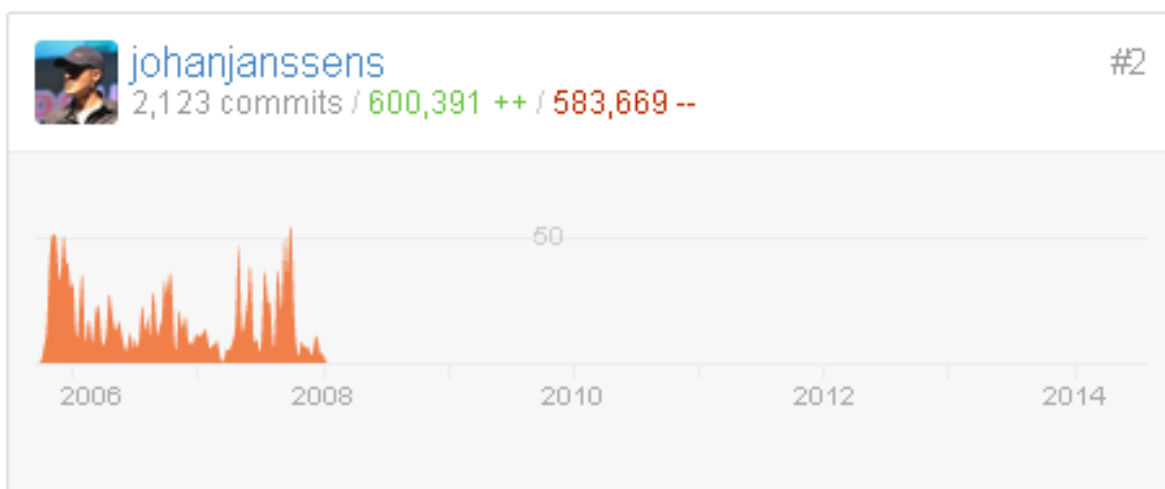 johanjanssens #2
2,123 commits / 600,391 ++ / 583,669 --
50
2006 2008 2010 2012 2014